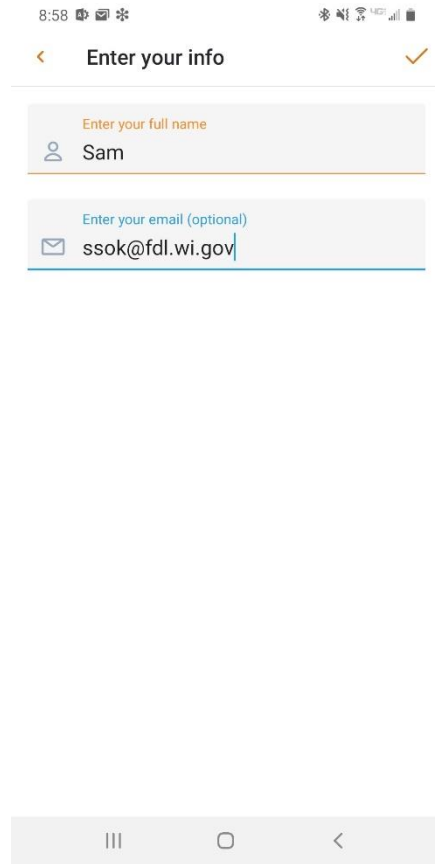 8:58
Enter your info
Enter your full name
Sam
Enter your email (optional)
ssok@fdl.wi.gov